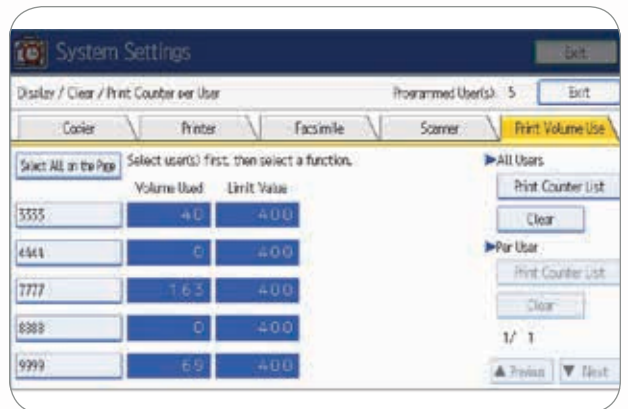 System Settings
Exit
Display / Clear / Print Counter per User
Programmed User(s): 5
Exit
Copier
Printer
Facsimile
Scanner
Print Volume Use
Select ALL on the Page
Select user(s) first, then select a function.
All Users
Volume Used
Limit Value
Print Counter List
3333
40
400
Clear
4444
0
400
Per User
Print Counter List
7777
163
400
Clear
8888
0
400
1/ 1
9999
400
Previous
Next